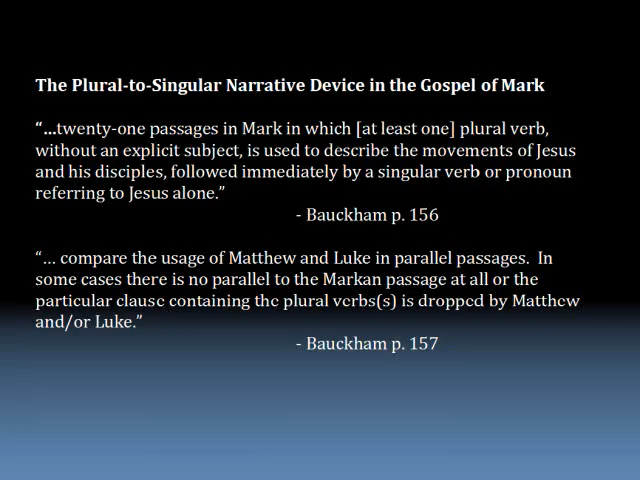 The Plural-to-Singular Narrative Device in the Gospel of Mark
“…twenty-one passages in Mark in which [at least one] plural verb,
without an explicit subject, is used to describe the movements of Jesus
and his disciples, followed immediately by a singular verb or pronoun
referring to Jesus alone.”
- Bauckham p. 156
“… compare the usage of Matthew and Luke in parallel passages.  In
some cases there is no parallel to the Markan passage at all or the
particular clause containing the plural verbs(s) is dropped by Matthew
and/or Luke.”
- Bauckham p. 157